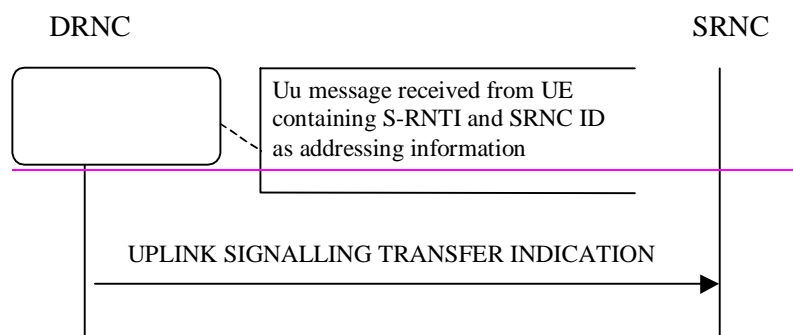 DRNC
SRNC
Uu message received from UE
containing S-RNTI and SRNC ID
as addressing information
UPLINK SIGNALLING TRANSFER INDICATION